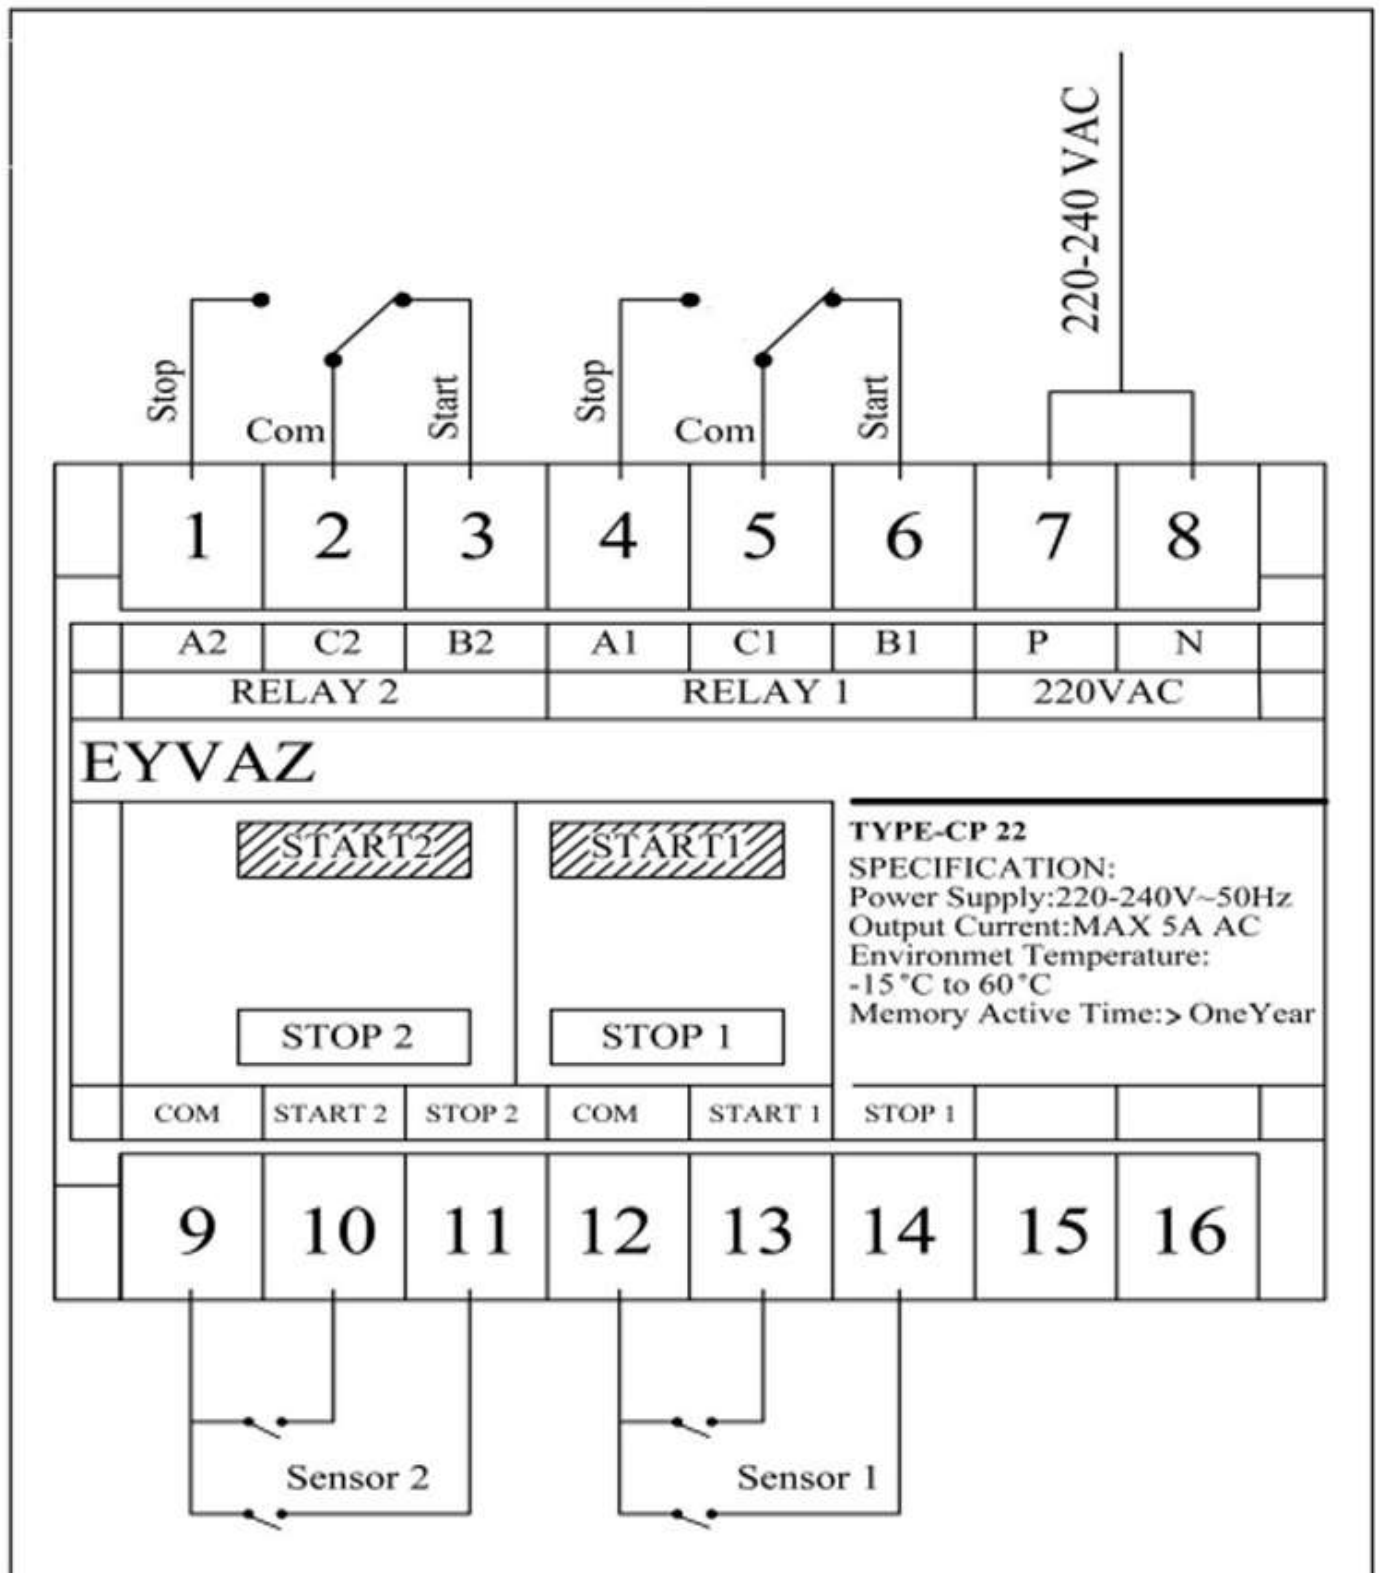 220-240 VAC
Stop
Com
Start
Stop
Com
Start
1 2 3 4 5 6 7 8
A2 C2 B2 A1 C1 B1 P N
RELAY 2 RELAY 1 220VAC
EYVAZ
START2 START1
STOP 2 STOP 1
TYPE-CP 22
SPECIFICATION:
Power Supply:220-240V~50Hz
Output Current:MAX 5A AC
Environmet Temperature:
-15°C to 60°C
Memory Active Time:> OneYear
COM START 2 STOP 2 COM START 1 STOP 1
9 10 11 12 13 14 15 16
Sensor 2 Sensor 1